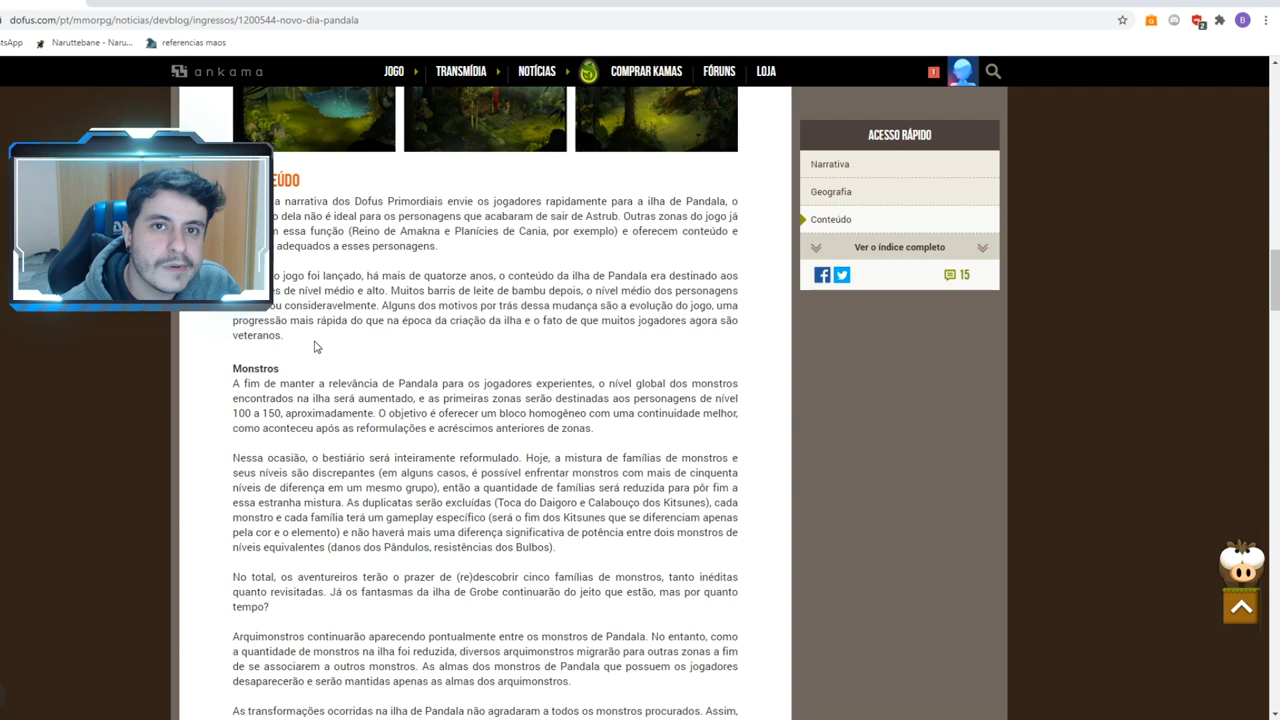 dofus.com/pt/mmorpg/noticias/devblog/ingressos/1200544-novo-dia-pandala
2
B
tsApp
Naruttebane - Naru...
referencias maos
ankama
JOGO
TRANSMÍDIA
NOTÍCIAS
COMPRAR KAMAS
FÓRUNS
LOJA
1
EÚDO
a narrativa dos Dofus Primordiais envie os jogadores rapidamente para a ilha de Pandala, o
dela não é ideal para os personagens que acabaram de sair de Astrub. Outras zonas do jogo já
essa função (Reino de Amakna e Planícies de Cania, por exemplo) e oferecem conteúdo e
adequados a esses personagens.
o jogo foi lançado, há mais de quatorze anos, o conteúdo da ilha de Pandala era destinado aos
es de nível médio e alto. Muitos barris de leite de bambu depois, o nível médio dos personagens
ou consideravelmente. Alguns dos motivos por trás dessa mudança são a evolução do jogo, uma
progressão mais rápida do que na época da criação da ilha e o fato de que muitos jogadores agora são
veteranos.
Monstros
A fim de manter a relevância de Pandala para os jogadores experientes, o nível global dos monstros
encontrados na ilha será aumentado, e as primeiras zonas serão destinadas aos personagens de nível
100 a 150, aproximadamente. O objetivo é oferecer um bloco homogêneo com uma continuidade melhor,
como aconteceu após as reformulações e acréscimos anteriores de zonas.
Nessa ocasião, o bestiário será inteiramente reformulado. Hoje, a mistura de famílias de monstros e
seus níveis são discrepantes (em alguns casos, é possível enfrentar monstros com mais de cinquenta
níveis de diferença em um mesmo grupo), então a quantidade de famílias será reduzida para pôr fim a
essa estranha mistura. As duplicatas serão excluídas (Toca do Daigoro e Calabouço dos Kitsunes), cada
monstro e cada família terá um gameplay específico (será o fim dos Kitsunes que se diferenciam apenas
pela cor e o elemento) e não haverá mais uma diferença significativa de potência entre dois monstros de
níveis equivalentes (danos dos Pândulos, resistências dos Bulbos).
No total, os aventureiros terão o prazer de (re)descobrir cinco famílias de monstros, tanto inéditas
quanto revisitadas. Já os fantasmas da ilha de Grobe continuarão do jeito que estão, mas por quanto
tempo?
Arquimonstros continuarão aparecendo pontualmente entre os monstros de Pandala. No entanto, como
a quantidade de monstros na ilha foi reduzida, diversos arquimonstros migrarão para outras zonas a fim
de se associarem a outros monstros. As almas dos monstros de Pandala que possuem os jogadores
desaparecerão e serão mantidas apenas as almas dos arquimonstros.
As transformações ocorridas na ilha de Pandala não agradaram a todos os monstros procurados. Assim,
ACESSO RÁPIDO
Narrativa
Geografia
Conteúdo
Ver o índice completo
15